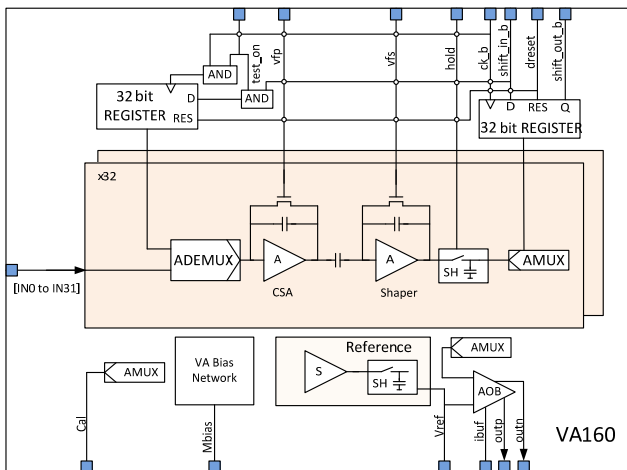 test_on
vfp
vfs
hold
ck_b
shift_in_b
dreset
shift_out_b
AND
AND
32 bit
REGISTER
D
RES
D
RES
Q
32 bit REGISTER
x32
ADEMUX
A
CSA
A
Shaper
SH
AMUX
[IN0 to IN31]
AMUX
Cal
VA Bias
Network
Mbias
Reference
S
SH
Vref
AMUX
AOB
ibuf
outp
outn
VA160